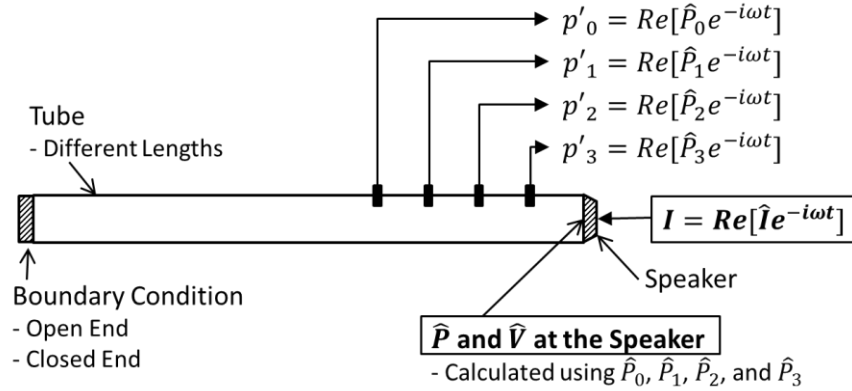 p'₀ = Re[P̂₀e^{-iωt}]
p'₁ = Re[P̂₁e^{-iωt}]
p'₂ = Re[P̂₂e^{-iωt}]
p'₃ = Re[P̂₃e^{-iωt}]
Tube
- Different Lengths
I = Re[Îe^{-iωt}]
Speaker
Boundary Condition
- Open End
- Closed End
P̂ and V̂ at the Speaker
- Calculated using P̂₀, P̂₁, P̂₂, and P̂₃